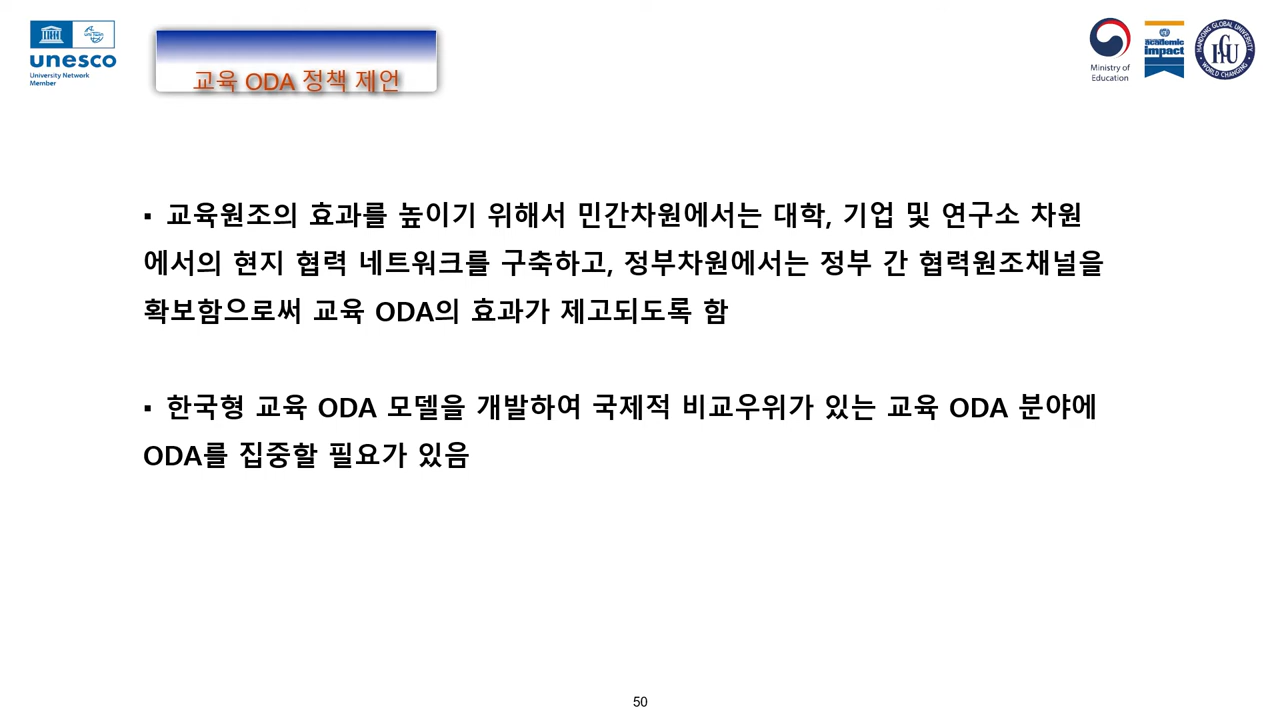 unesco
University Network
Member
교육 ODA 정책 제언
Ministry of
Education
academic
impact
HANDONG GLOBAL UNIVERSITY
WORLD CHANGING
▪ 교육원조의 효과를 높이기 위해서 민간차원에서는 대학, 기업 및 연구소 차원
에서의 현지 협력 네트워크를 구축하고, 정부차원에서는 정부 간 협력원조채널을
확보함으로써 교육 ODA의 효과가 제고되도록 함
▪ 한국형 교육 ODA 모델을 개발하여 국제적 비교우위가 있는 교육 ODA 분야에
ODA를 집중할 필요가 있음
50